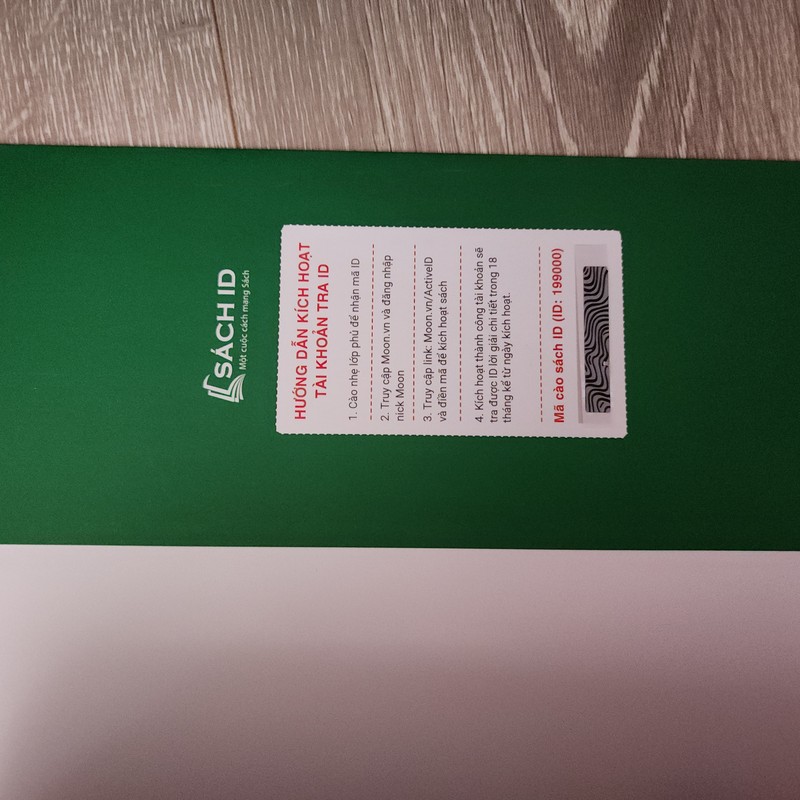 SÁCH ID
Một cuộc cách mạng Sách
HƯỚNG DẪN KÍCH HOẠT
TÀI KHOẢN TRA ID
1. Cào nhẹ lớp phủ để nhận mã ID
2. Truy cập Moon.vn và đăng nhập
nick Moon
3. Truy cập link: Moon.vn/ActiveID
và điền mã để kích hoạt sách
4. Kích hoạt thành công tài khoản sẽ
tra được ID lời giải chi tiết trong 18
tháng kể từ ngày kích hoạt.
Mã cào sách ID (ID: 199000)